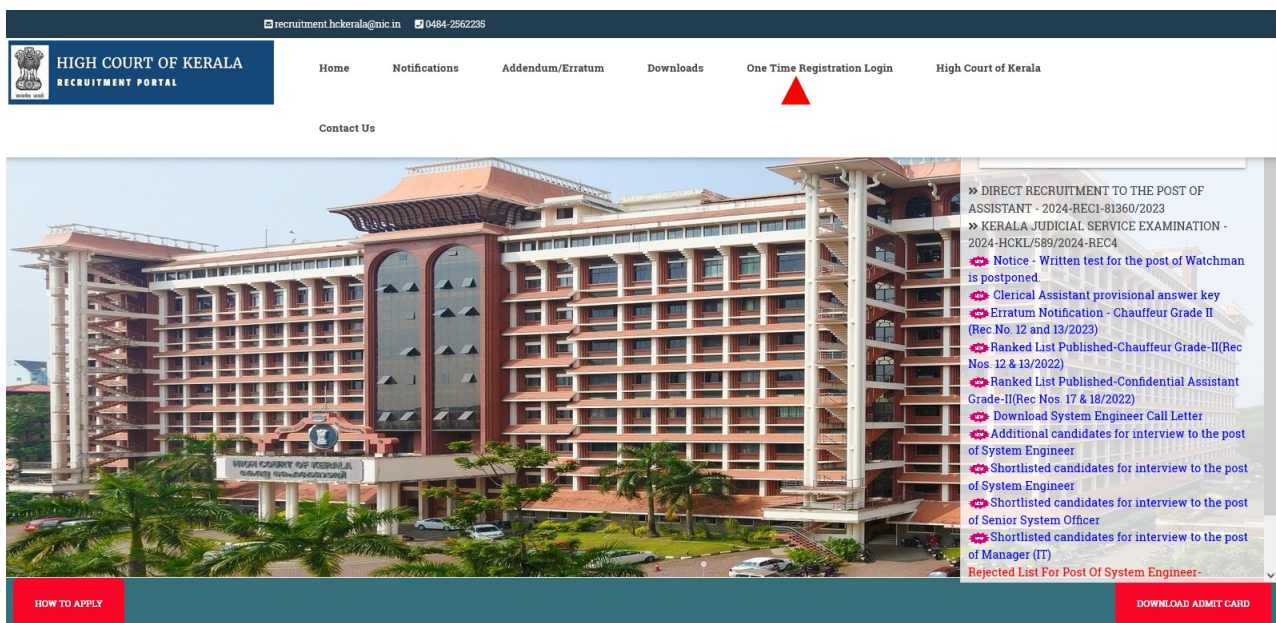 recruitment.hckerala@nic.in 0484-2562235
HIGH COURT OF KERALA
RECRUITMENT PORTAL
Home Notifications Addendum/Erratum Downloads One Time Registration Login High Court of Kerala
Contact Us
>> DIRECT RECRUITMENT TO THE POST OF
ASSISTANT - 2024-REC1-81360/2023
>> KERALA JUDICIAL SERVICE EXAMINATION -
2024-HCKL/589/2024-REC4
Notice - Written test for the post of Watchman
is postponed.
Clerical Assistant provisional answer key
Erratum Notification - Chauffeur Grade II
(Rec.No. 12 and 13/2023)
Ranked List Published-Chauffeur Grade-II(Rec
Nos. 12 & 13/2022)
Ranked List Published-Confidential Assistant
Grade-II(Rec Nos. 17 & 18/2022)
Download System Engineer Call Letter
Additional candidates for interview to the post
of System Engineer
Shortlisted candidates for interview to the post
of System Engineer
Shortlisted candidates for interview to the post
of Senior System Officer
Shortlisted candidates for interview to the post
of Manager (IT)
Rejected List For Post Of System Engineer-
HIGH COURT OF KERALA
HOW TO APPLY
DOWNLOAD ADMIT CARD